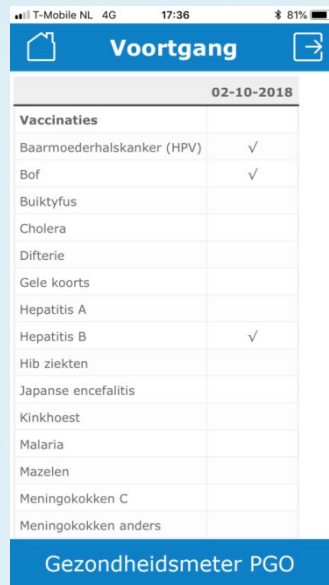 T-Mobile NL 4G 17:36 81%
Voortgang
02-10-2018
Vaccinaties
Baarmoederhalskanker (HPV) √
Bof √
Buiktyfus
Cholera
Difterie
Gele koorts
Hepatitis A
Hepatitis B √
Hib ziekten
Japanse encefalitis
Kinkhoest
Malaria
Mazelen
Meningokokken C
Meningokokken anders
Gezondheidsmeter PGO